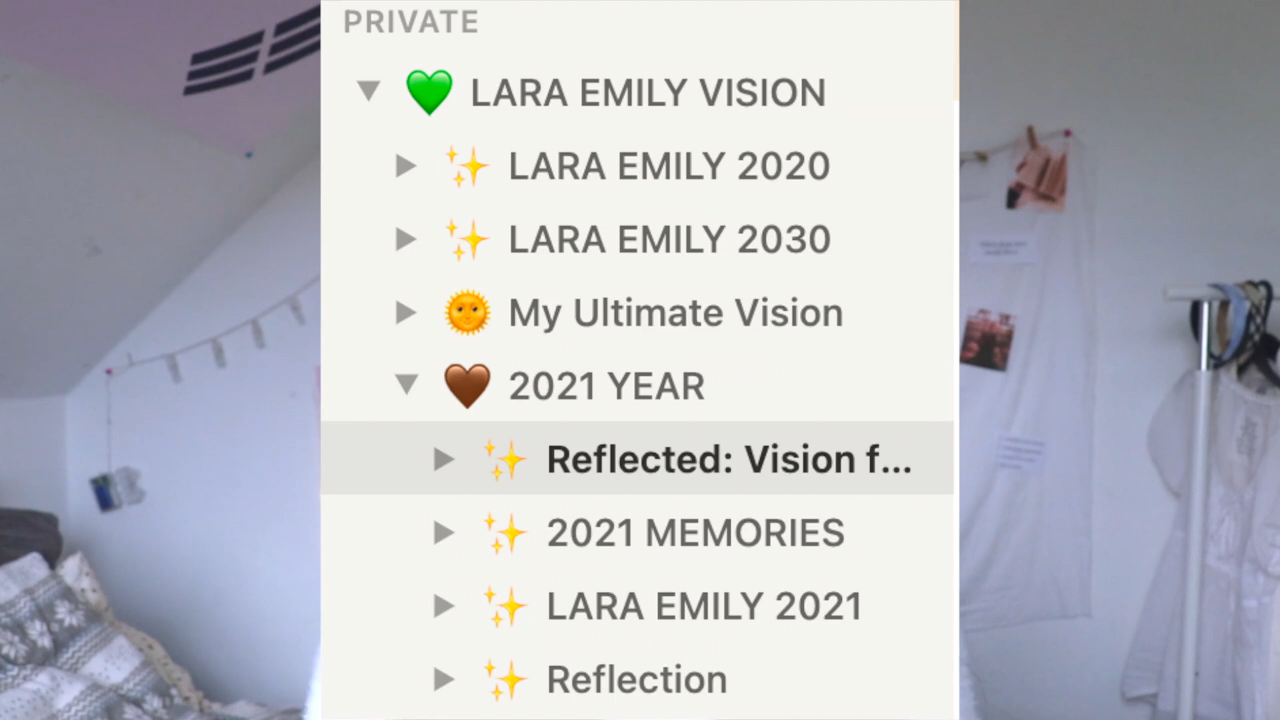 PRIVATE
💚 LARA EMILY VISION
✨ LARA EMILY 2020
✨ LARA EMILY 2030
🌞 My Ultimate Vision
🤎 2021 YEAR
✨ Reflected: Vision f...
✨ 2021 MEMORIES
✨ LARA EMILY 2021
✨ Reflection